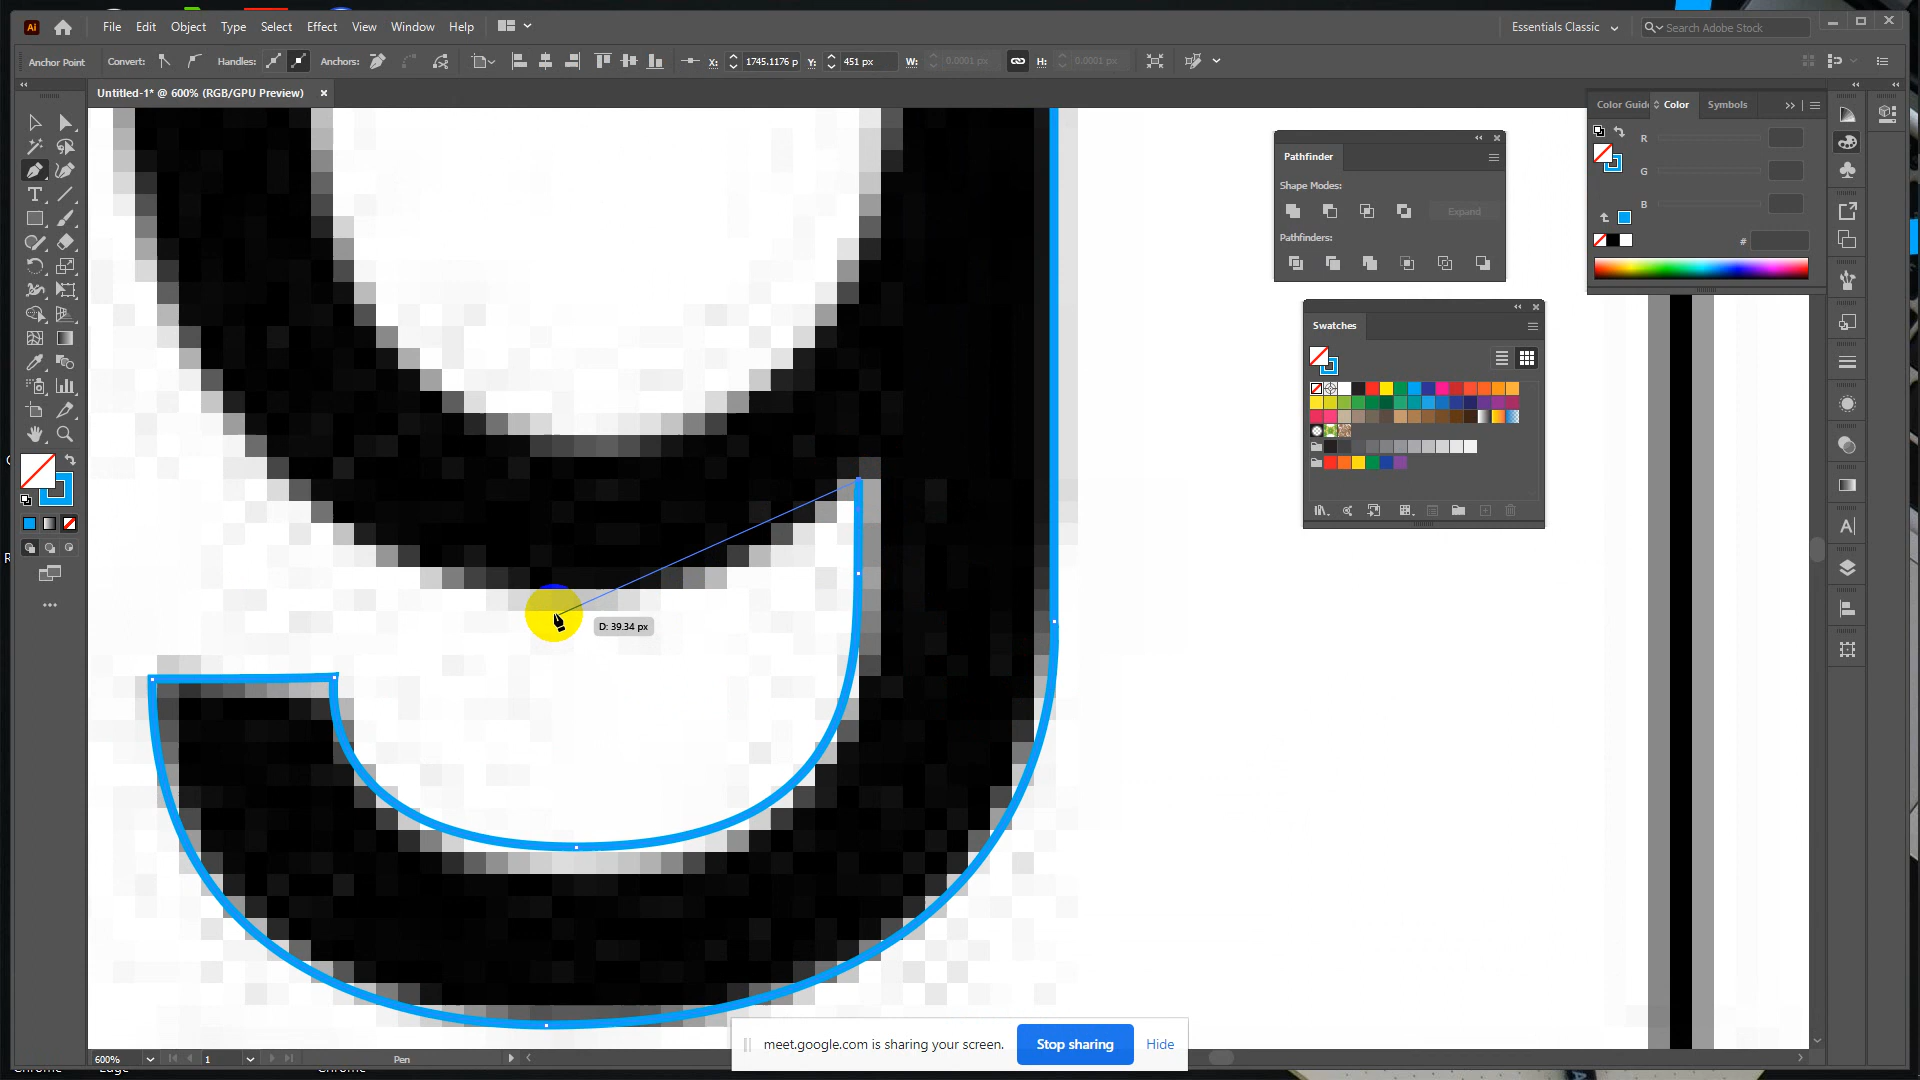 Ai File Edit Object Type Select Effect View Window Help Essentials Classic Search Adobe Stock
Anchor Point Convert: Handles: Anchors: X: 1745.1176 p Y: 451 px W: 0.0001 px H: 0.0001 px
Untitled-1* @ 600% (RGB/GPU Preview)
Color Guide Color Symbols
R
G
B
#
Pathfinder
Shape Modes:
Expand
Pathfinders:
Swatches
D: 39.34 px
600% 1 Pen
meet.google.com is sharing your screen. Stop sharing Hide
Chrome Edge Chrome